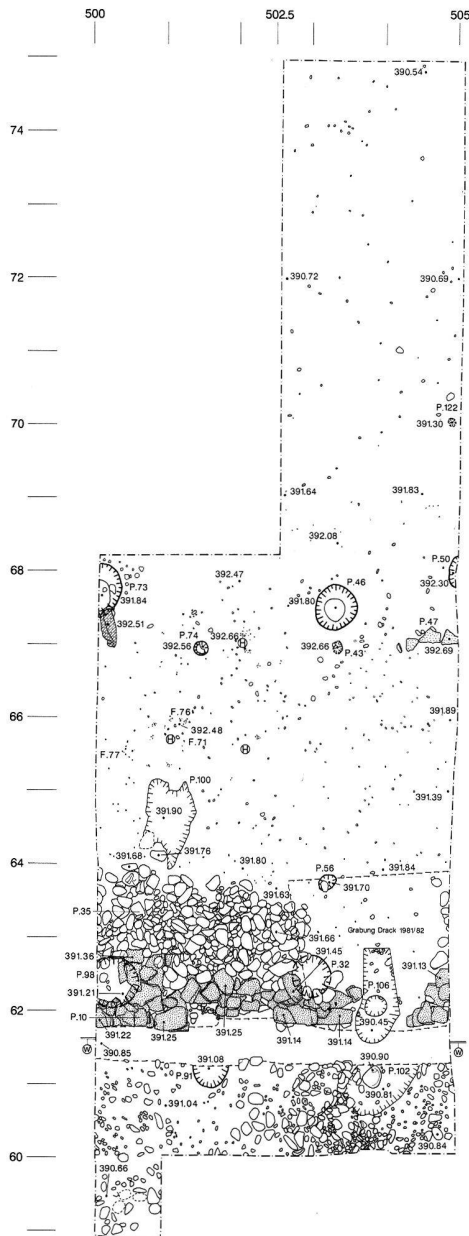 500 502.5 505
390.54
74
390.72 390.69
72
P.122
391.30
70
391.64 391.83
392.08
P.50
68
392.47
P.73
P.46
392.30
391.84
391.80
392.51
P.47
P.74 392.66
392.56 392.66
P.43
392.69
F.76
391.89
66
392.48
F.71
H
H
F.77
P.100
391.39
391.90
391.76
391.68 391.80 391.84
64
P.56
391.63 391.70
P.35
Grabung Drack 1981/82
391.66
391.36 391.45
391.13
P.98 P.32
P.106
391.21
62
P.10
390.45
391.22 391.25 391.25 391.14 391.14
W
390.85 391.08 390.90
W
P.91 P.102
390.81
391.04
390.84
60
390.66